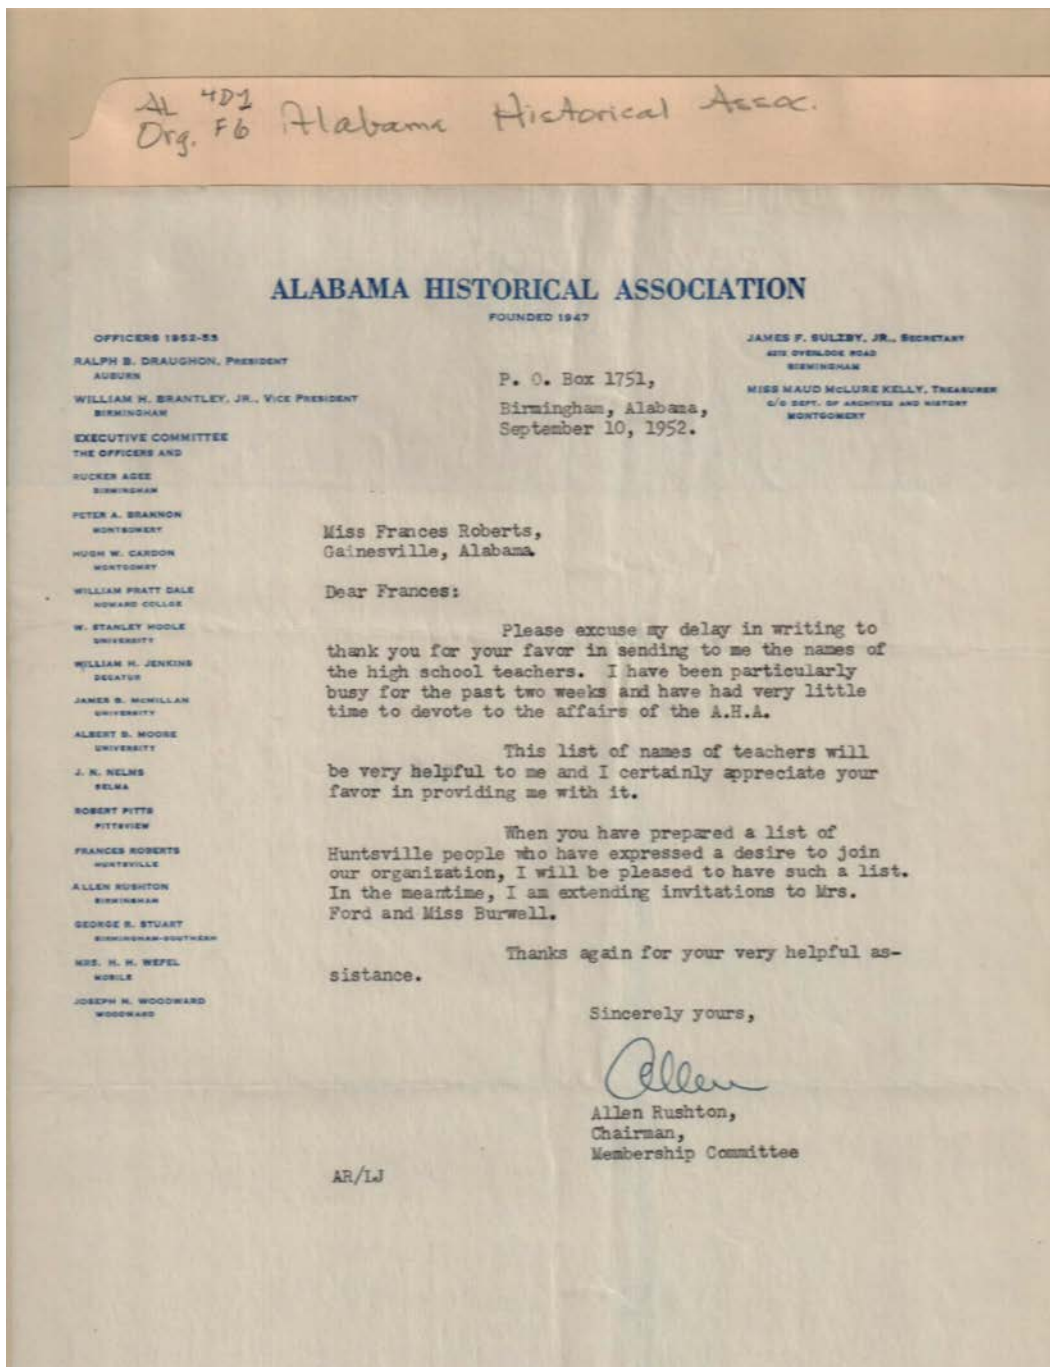 AL 4D1
Org. F6 Alabama Historical Assoc.
ALABAMA HISTORICAL ASSOCIATION
FOUNDED 1947
OFFICERS 1952-53
RALPH B. DRAUGHON, PRESIDENT
AUBURN
WILLIAM H. BRANTLEY, JR., VICE PRESIDENT
BIRMINGHAM
EXECUTIVE COMMITTEE
THE OFFICERS AND
RUCKER AGEE
BIRMINGHAM
PETER A. BRANNON
MONTGOMERY
HUGH W. CARDON
MONTGOMRY
WILLIAM PRATT DALE
HOWARD COLLGE
W. STANLEY HOOLE
UNIVERSITY
WILLIAM H. JENKINS
DECATUR
JAMES B. MCMILLAN
UNIVERSITY
ALBERT B. MOORE
UNIVERSITY
J. N. NELMS
SELMA
ROBERT PITTS
PITTSVIEW
FRANCES ROBERTS
HUNTSVILLE
ALLEN RUSHTON
BIRMINGHAM
GEORGE R. STUART
BIRMINGHAM-SOUTHERN
MRS. H. H. WEFEL
MOBILE
JOSEPH H. WOODWARD
WOODWARD
JAMES F. SULZBY, JR., SECRETARY
OVERLOOK ROAD
BIRMINGHAM
MISS MAUD McLURE KELLY, TREASURER
C/O DEPT. OF ARCHIVES AND HISTORY
MONTGOMERY
P. O. Box 1751,
Birmingham, Alabama,
September 10, 1952.
Miss Frances Roberts,
Gainesville, Alabama
Dear Frances:
Please excuse my delay in writing to
thank you for your favor in sending to me the names of
the high school teachers. I have been particularly
busy for the past two weeks and have had very little
time to devote to the affairs of the A.H.A.
This list of names of teachers will
be very helpful to me and I certainly appreciate your
favor in providing me with it.
When you have prepared a list of
Huntsville people who have expressed a desire to join
our organization, I will be pleased to have such a list.
In the meantime, I am extending invitations to Mrs.
Ford and Miss Burwell.
Thanks again for your very helpful as-
sistance.
Sincerely yours,
Allen
Allen Rushton,
Chairman,
Membership Committee
AR/LJ